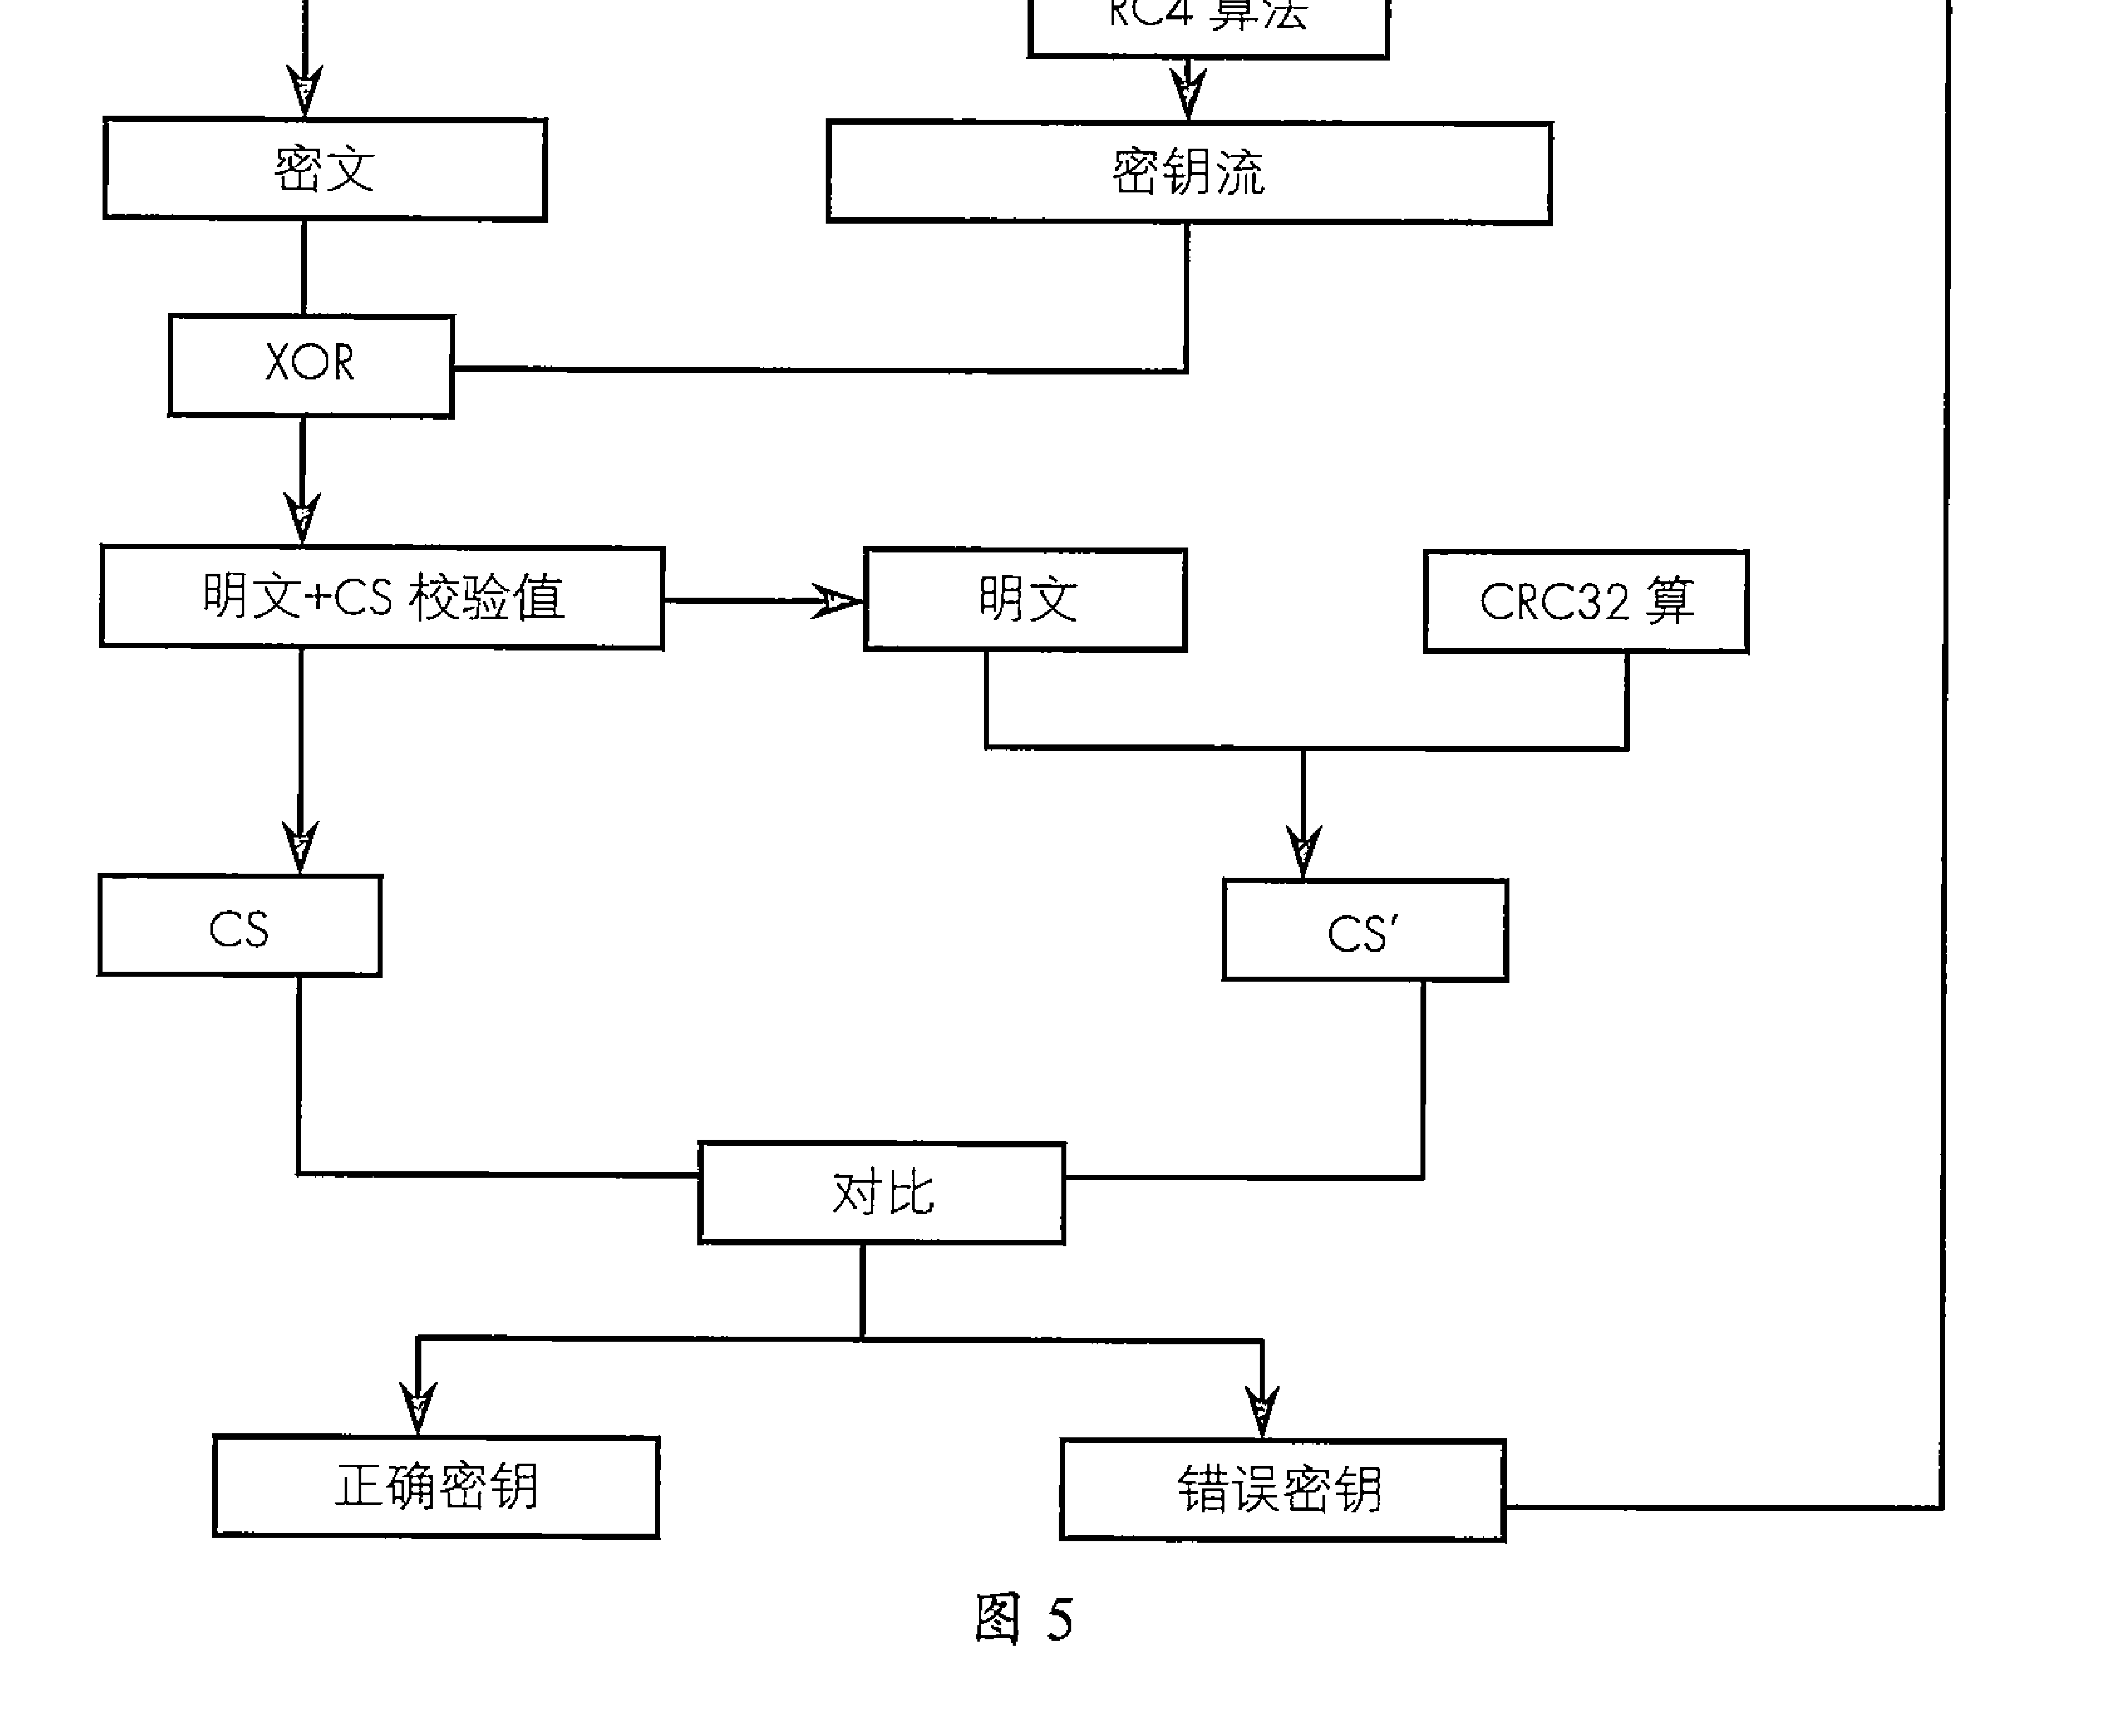 RC4 算法
密文
密钥流
XOR
明文+CS 校验值
明文
CRC32 算
CS
CS'
对比
正确密钥
错误密钥
图 5